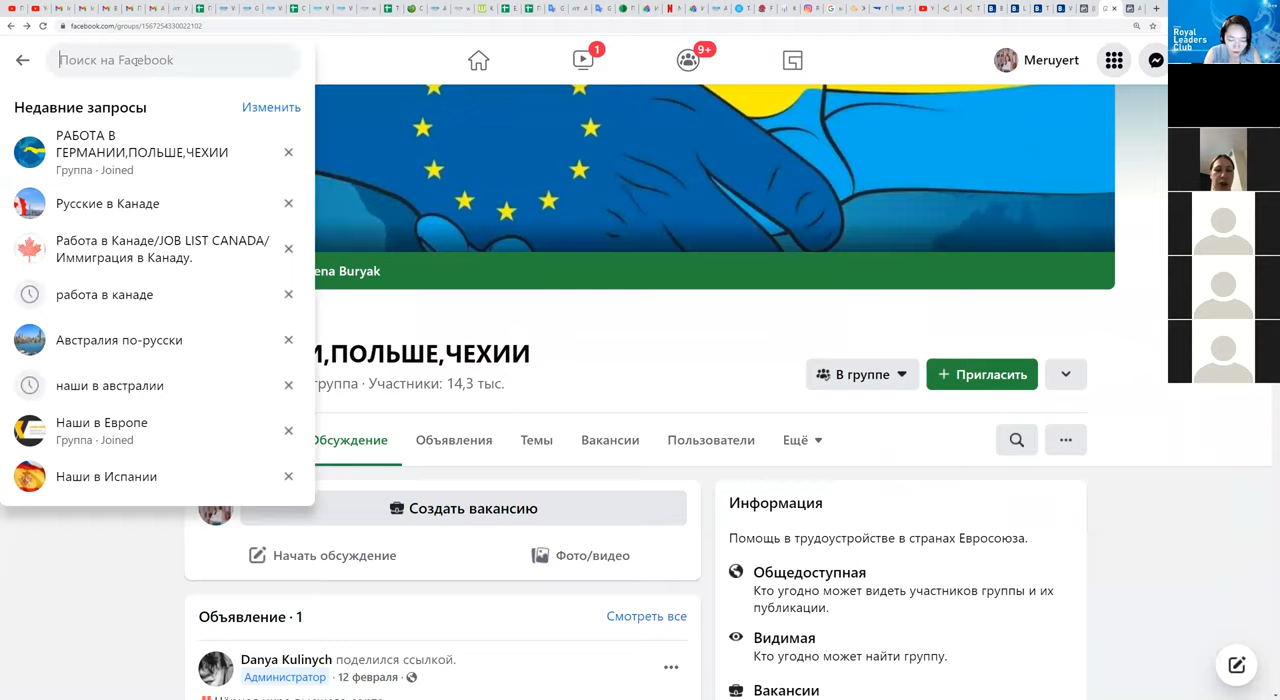 facebook.com/groups/1567254330022102
Royal
Leaders
Club
Поиск на Facebook
1
9+
Meruyert
Недавние запросы
Изменить
РАБОТА В
ГЕРМАНИИ,ПОЛЬШЕ,ЧЕХИИ
Группа · Joined
Русские в Канаде
Работа в Канаде/JOB LIST CANADA/
Иммиграция в Канаду.
работа в канаде
Австралия по-русски
наши в австралии
Наши в Европе
Группа · Joined
Наши в Испании
ena Buryak
И,ПОЛЬШЕ,ЧЕХИИ
группа · Участники: 14,3 тыс.
В группе
+ Пригласить
Обсуждение
Объявления
Темы
Вакансии
Пользователи
Ещё
Создать вакансию
Начать обсуждение
Фото/видео
Объявление · 1
Смотреть все
Danya Kulinych поделился ссылкой.
Администратор · 12 февраля ·
Информация
Помощь в трудоустройстве в странах Евросоюза.
Общедоступная
Кто угодно может видеть участников группы и их
публикации.
Видимая
Кто угодно может найти группу.
Вакансии